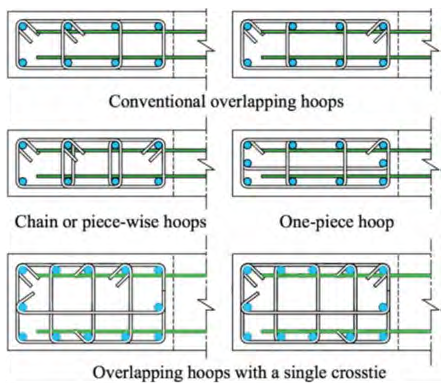 Conventional overlapping hoops
Chain or piece-wise hoops
One-piece hoop
Overlapping hoops with a single crosstie